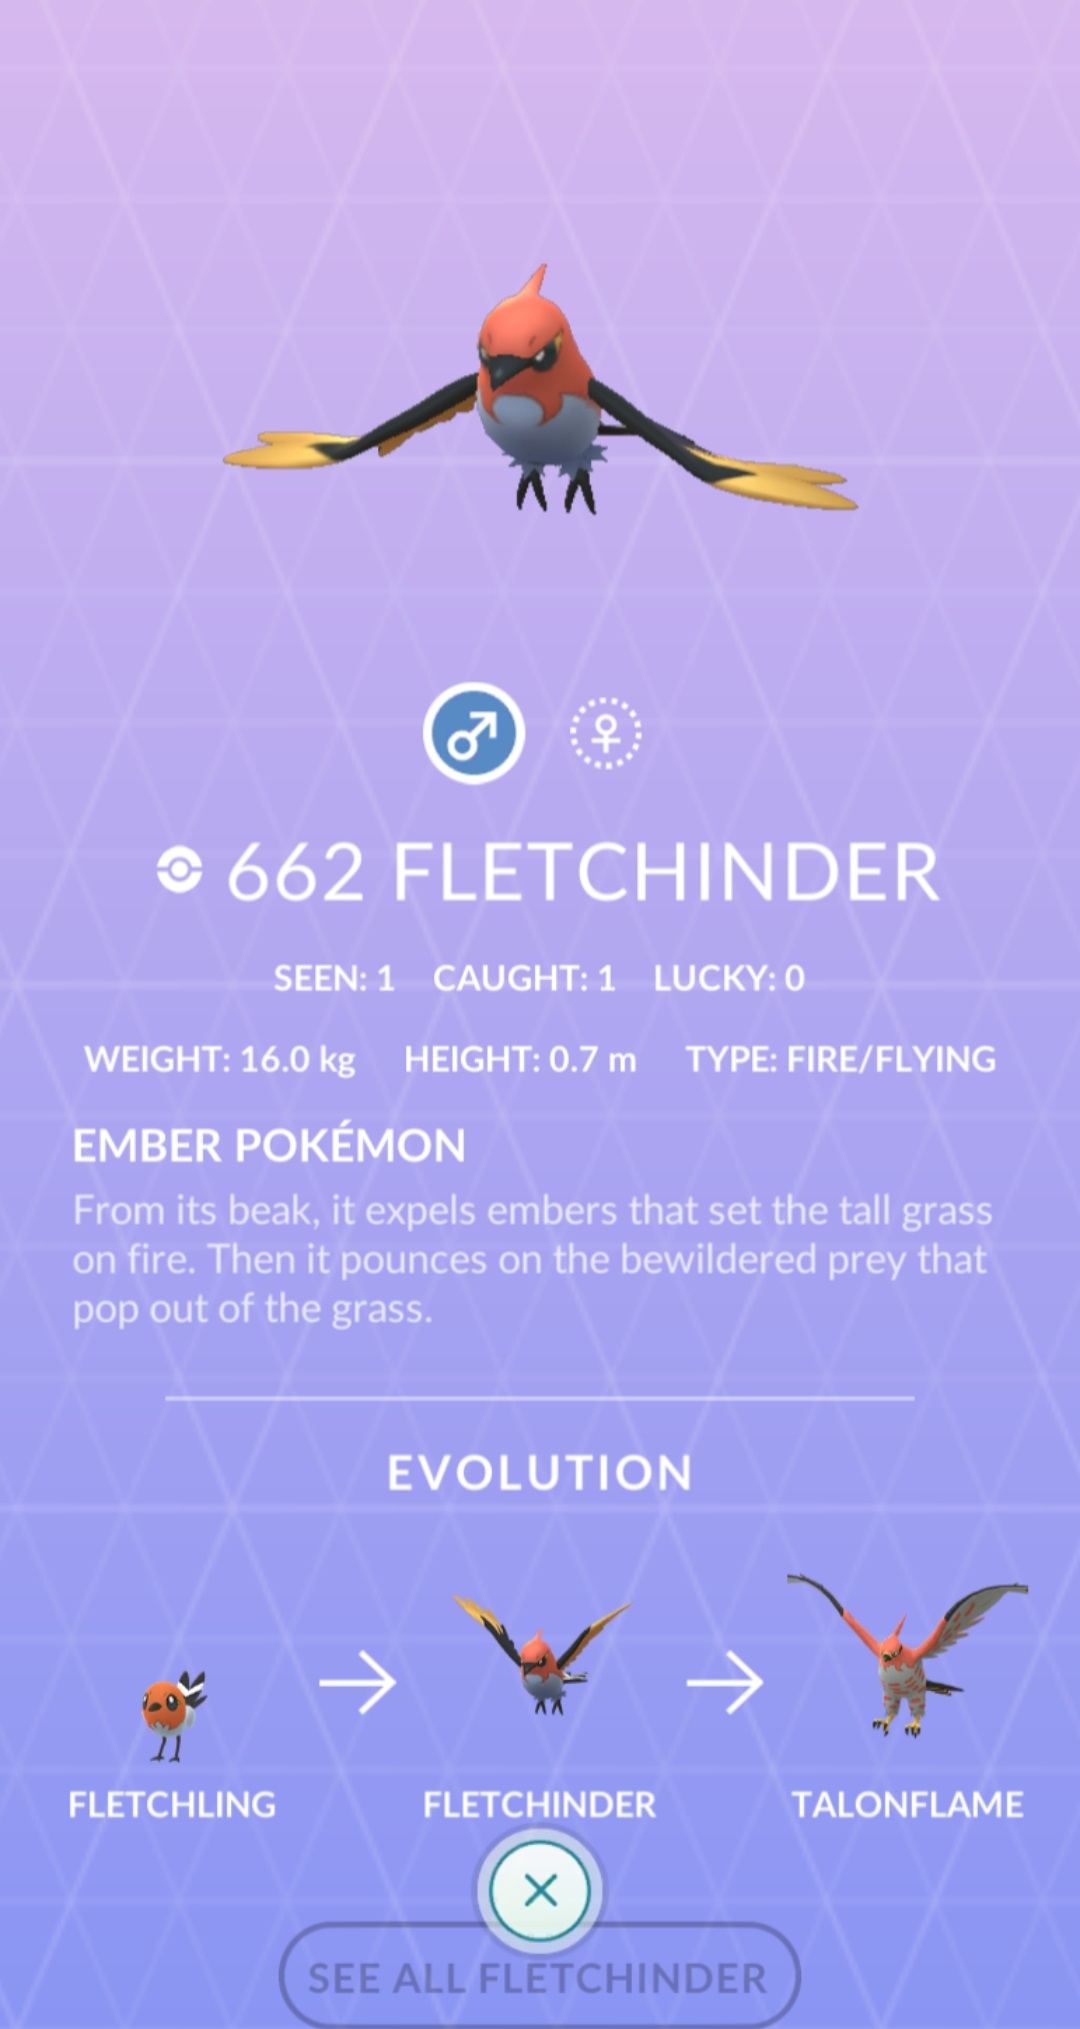 662 FLETCHINDER
SEEN: 1 CAUGHT: 1 LUCKY: 0
WEIGHT: 16.0 kg HEIGHT: 0.7 m TYPE: FIRE/FLYING
EMBER POKÉMON
From its beak, it expels embers that set the tall grass
on fire. Then it pounces on the bewildered prey that
pop out of the grass.
EVOLUTION
FLETCHLING FLETCHINDER TALONFLAME
SEE ALL FLETCHINDER